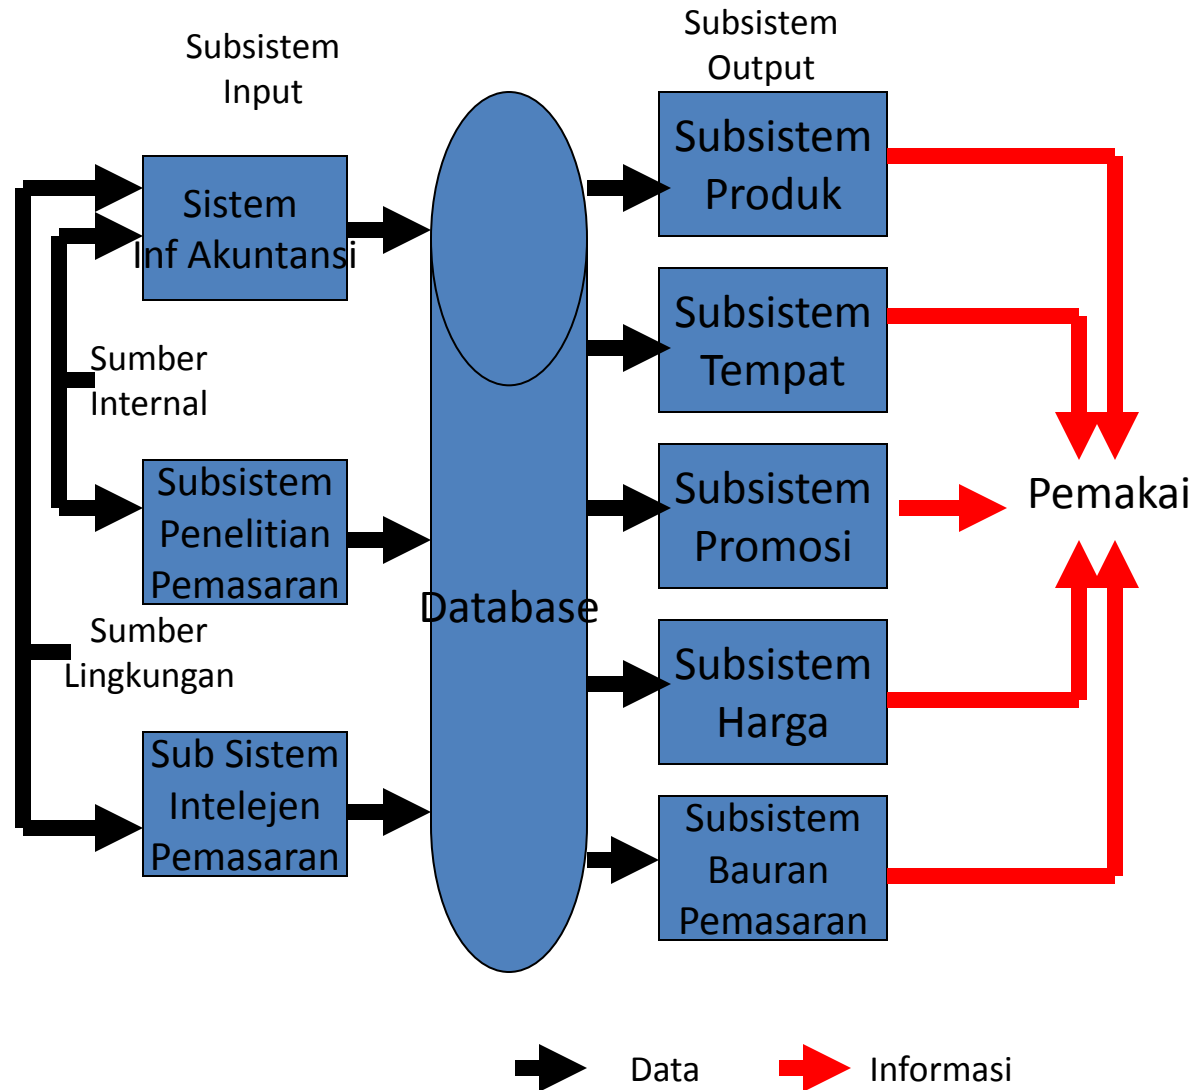 Subsistem
Input
Subsistem
Output
Sistem
Inf Akuntansi
Sumber
Internal
Subsistem
Penelitian
Pemasaran
Sumber
Lingkungan
Sub Sistem
Intelejen
Pemasaran
Database
Subsistem
Produk
Subsistem
Tempat
Subsistem
Promosi
Subsistem
Harga
Subsistem
Bauran
Pemasaran
Pemakai
Data
Informasi